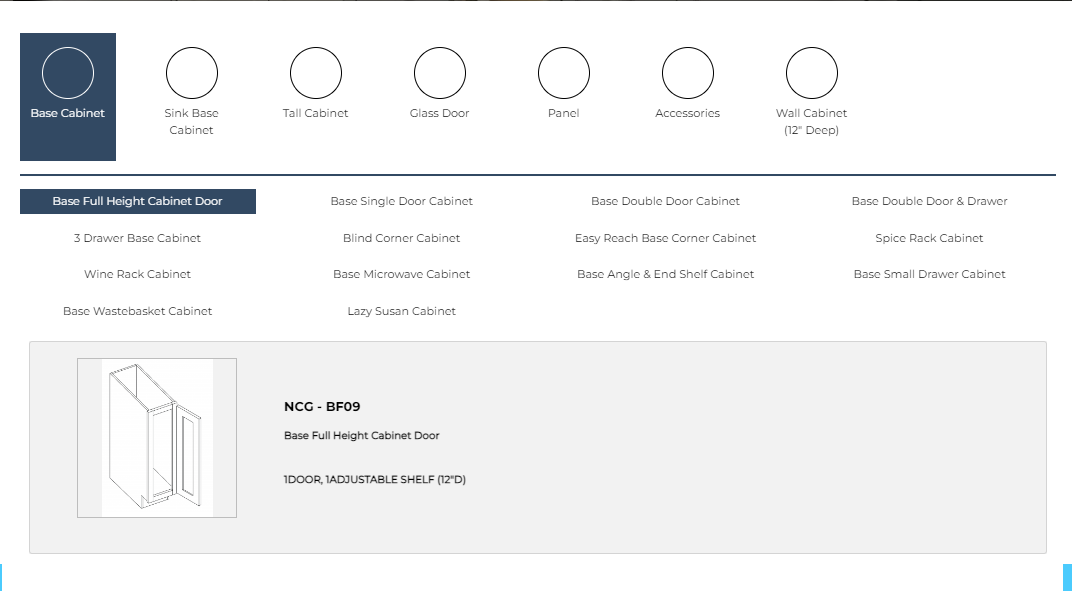 Base Cabinet
Sink Base
Cabinet
Tall Cabinet
Glass Door
Panel
Accessories
Wall Cabinet
(12" Deep)
Base Full Height Cabinet Door
Base Single Door Cabinet
Base Double Door Cabinet
Base Double Door & Drawer
3 Drawer Base Cabinet
Blind Corner Cabinet
Easy Reach Base Corner Cabinet
Spice Rack Cabinet
Wine Rack Cabinet
Base Microwave Cabinet
Base Angle & End Shelf Cabinet
Base Small Drawer Cabinet
Base Wastebasket Cabinet
Lazy Susan Cabinet
NCG - BF09
Base Full Height Cabinet Door
1DOOR, 1ADJUSTABLE SHELF (12"D)